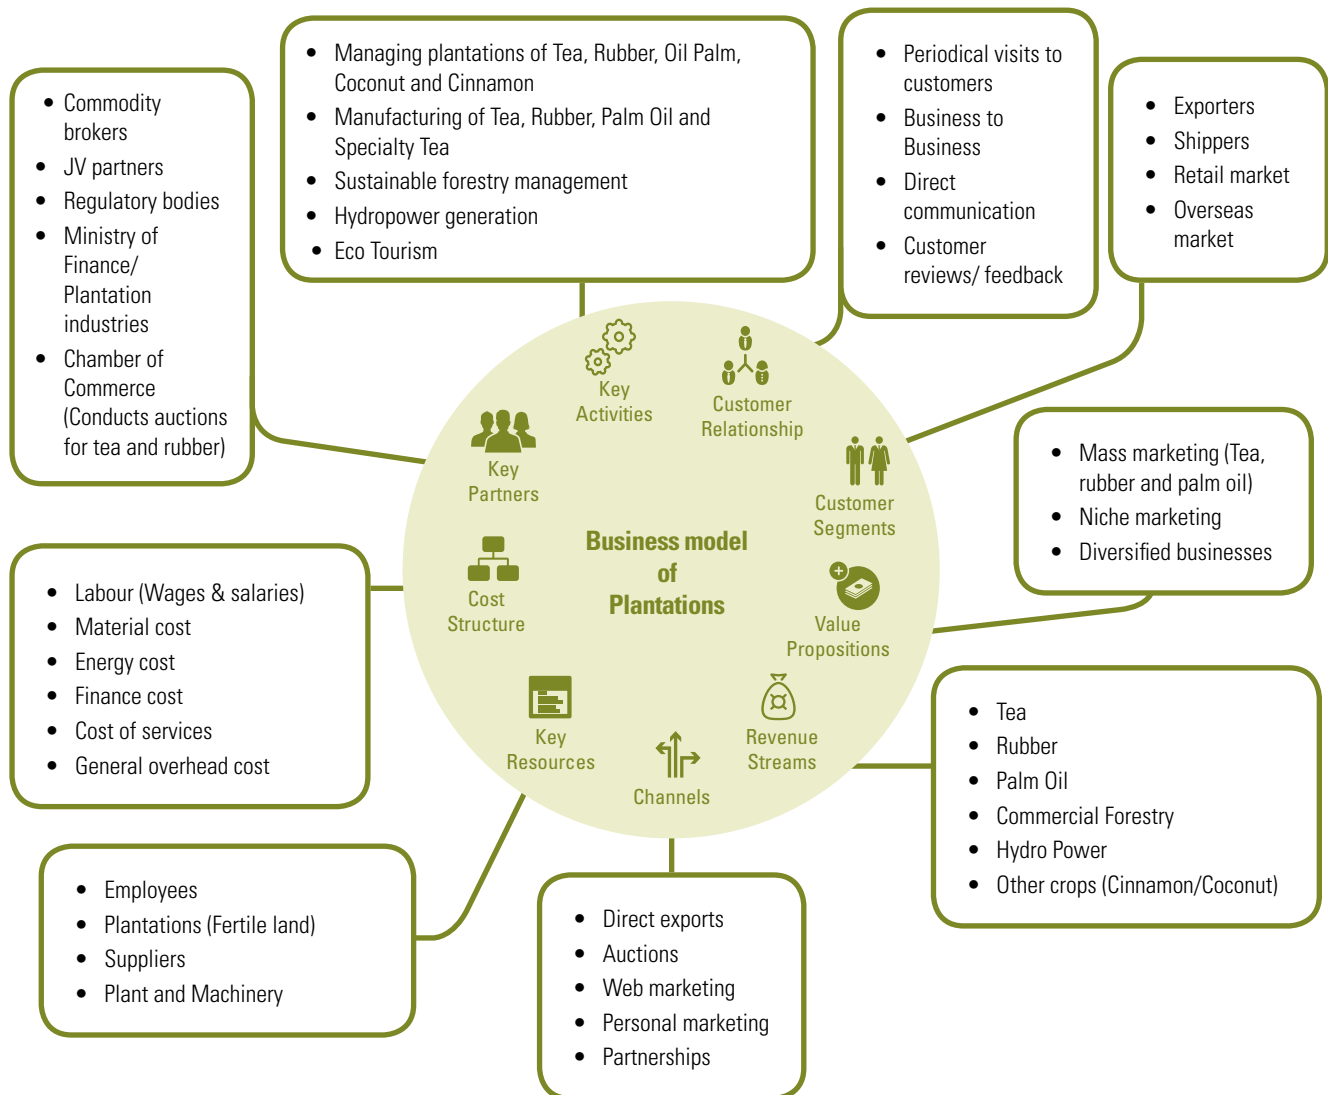 • Commodity
brokers
• JV partners
• Regulatory bodies
• Ministry of
Finance/
Plantation
industries
• Chamber of
Commerce
(Conducts auctions
for tea and rubber)
• Managing plantations of Tea, Rubber, Oil Palm,
Coconut and Cinnamon
• Manufacturing of Tea, Rubber, Palm Oil and
Specialty Tea
• Sustainable forestry management
• Hydropower generation
• Eco Tourism
• Periodical visits to
customers
• Business to
Business
• Direct
communication
• Customer
reviews/ feedback
• Exporters
• Shippers
• Retail market
• Overseas
market
• Mass marketing (Tea,
rubber and palm oil)
• Niche marketing
• Diversified businesses
Key
Activities
Customer
Relationship
Key
Partners
Customer
Segments
Business model
of
Plantations
Cost
Structure
Value
Propositions
Key
Resources
Channels
Revenue
Streams
• Labour (Wages & salaries)
• Material cost
• Energy cost
• Finance cost
• Cost of services
• General overhead cost
• Tea
• Rubber
• Palm Oil
• Commercial Forestry
• Hydro Power
• Other crops (Cinnamon/Coconut)
• Employees
• Plantations (Fertile land)
• Suppliers
• Plant and Machinery
• Direct exports
• Auctions
• Web marketing
• Personal marketing
• Partnerships